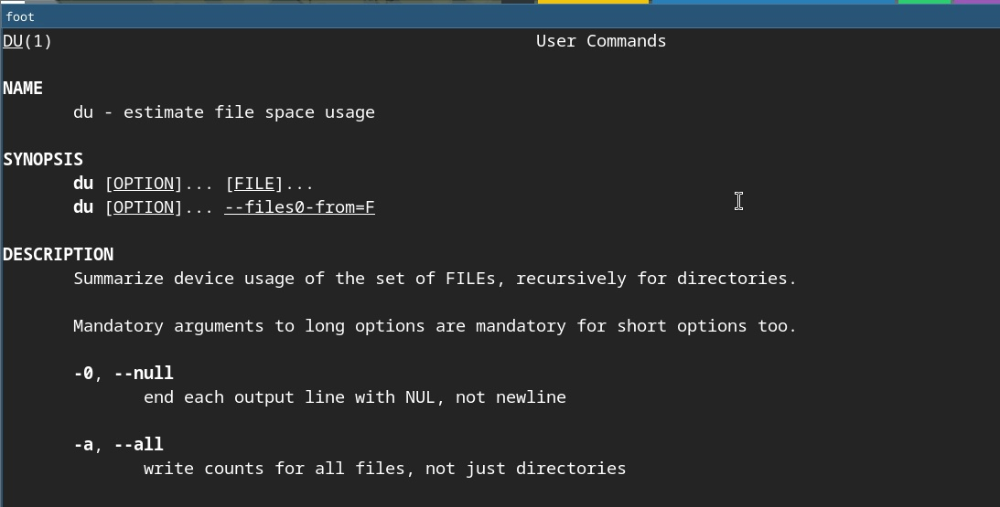 foot
DU(1) User Commands
NAME
du - estimate file space usage
SYNOPSIS
du [OPTION]... [FILE]...
du [OPTION]... --files0-from=F
DESCRIPTION
Summarize device usage of the set of FILEs, recursively for directories.
Mandatory arguments to long options are mandatory for short options too.
-0, --null
end each output line with NUL, not newline
-a, --all
write counts for all files, not just directories